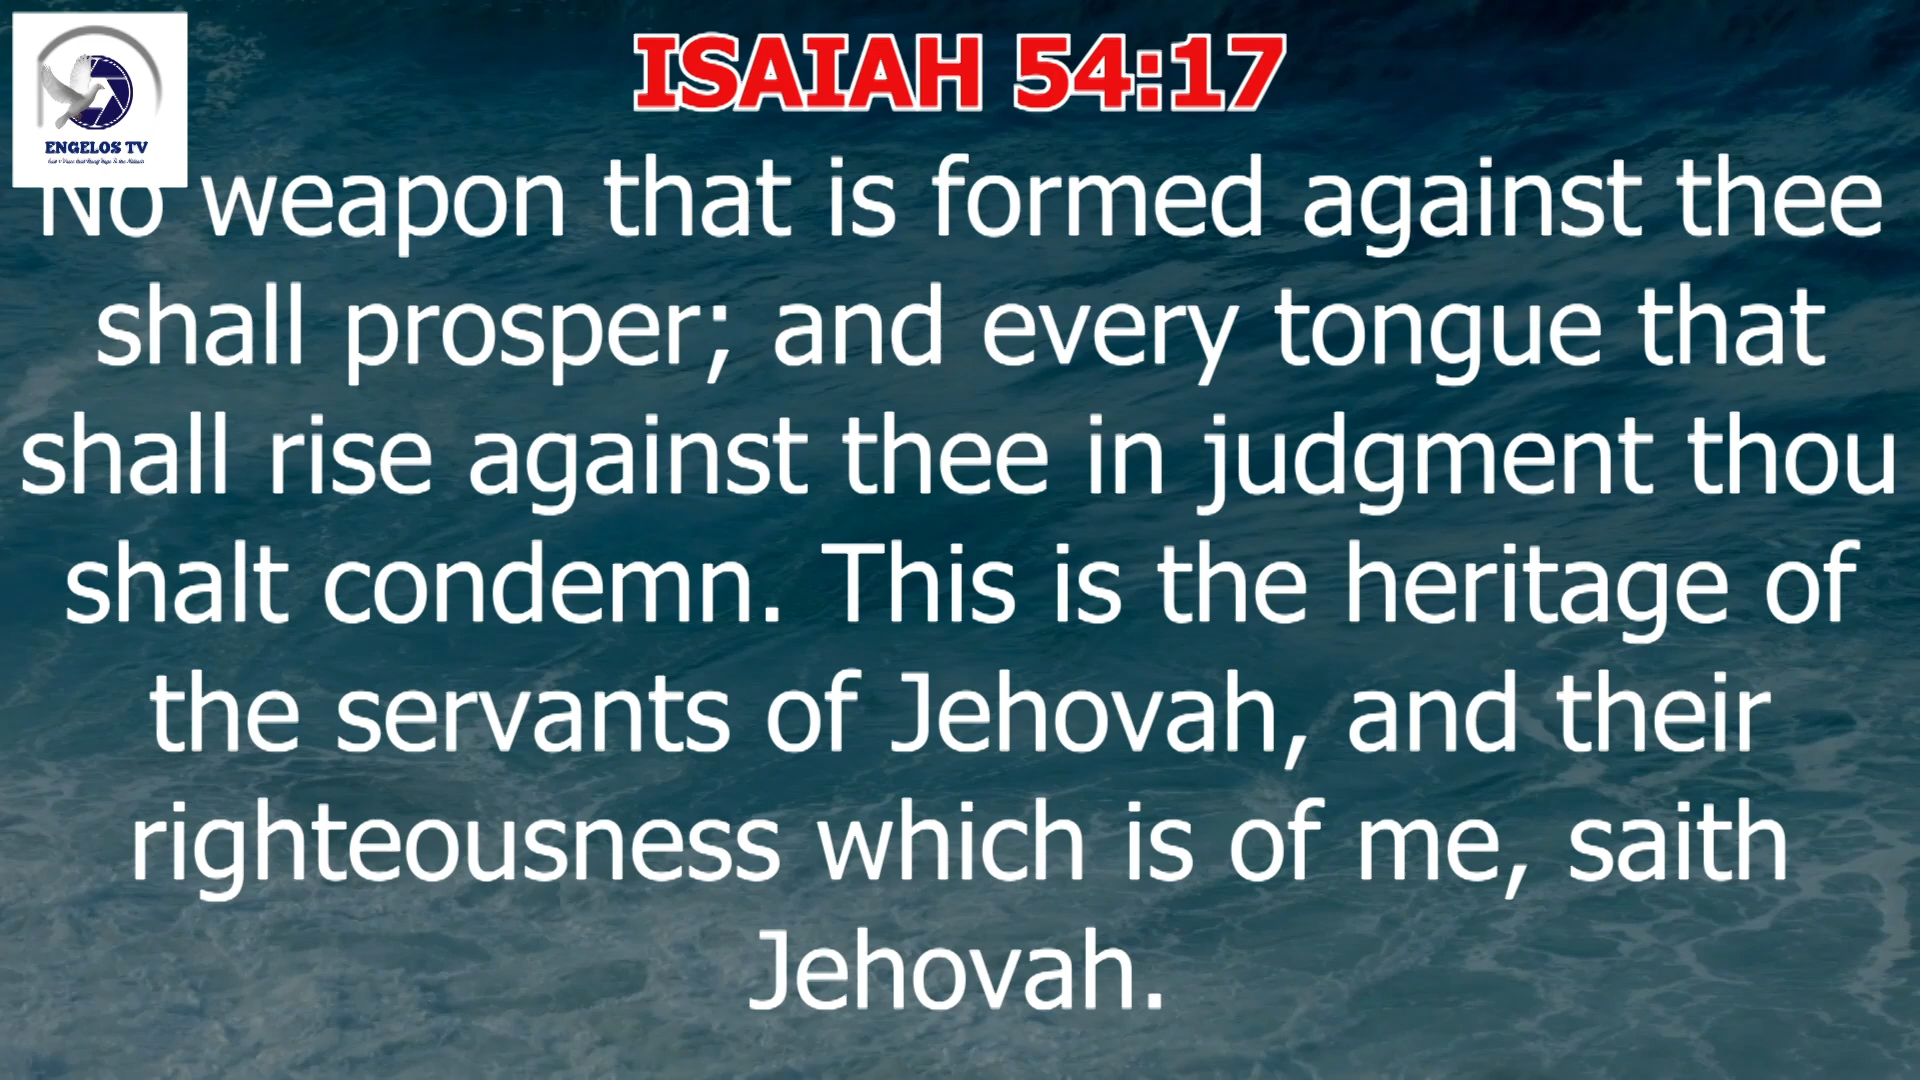 ISAIAH 54:17
ENGELOS TV
No weapon that is formed against thee
shall prosper; and every tongue that
shall rise against thee in judgment thou
shalt condemn. This is the heritage of
the servants of Jehovah, and their
righteousness which is of me, saith
Jehovah.